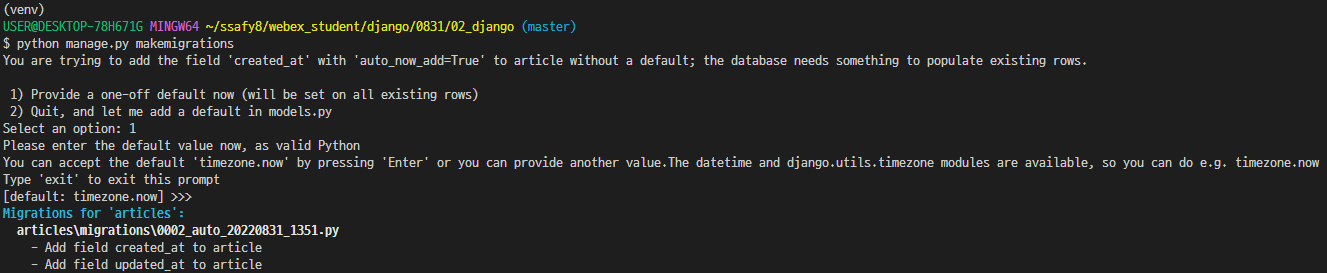 (venv)
USER@DESKTOP-78H671G MINGW64 ~/ssafy8/webex_student/django/0831/02_django (master)
$ python manage.py makemigrations
You are trying to add the field 'created_at' with 'auto_now_add=True' to article without a default; the database needs something to populate existing rows.
1) Provide a one-off default now (will be set on all existing rows)
2) Quit, and let me add a default in models.py
Select an option: 1
Please enter the default value now, as valid Python
You can accept the default 'timezone.now' by pressing 'Enter' or you can provide another value.The datetime and django.utils.timezone modules are available, so you can do e.g. timezone.now
Type 'exit' to exit this prompt
[default: timezone.now] >>>
Migrations for 'articles':
articles\migrations\0002_auto_20220831_1351.py
- Add field created_at to article
- Add field updated_at to article